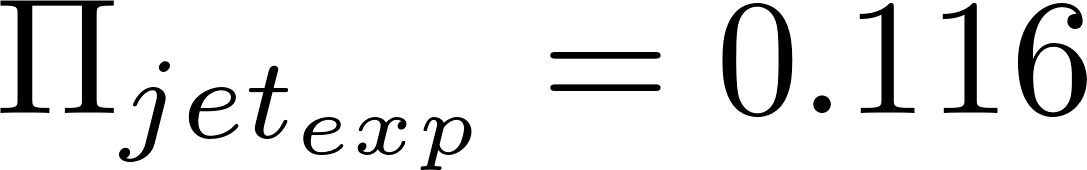 Π_{jet_{exp}} = 0.116